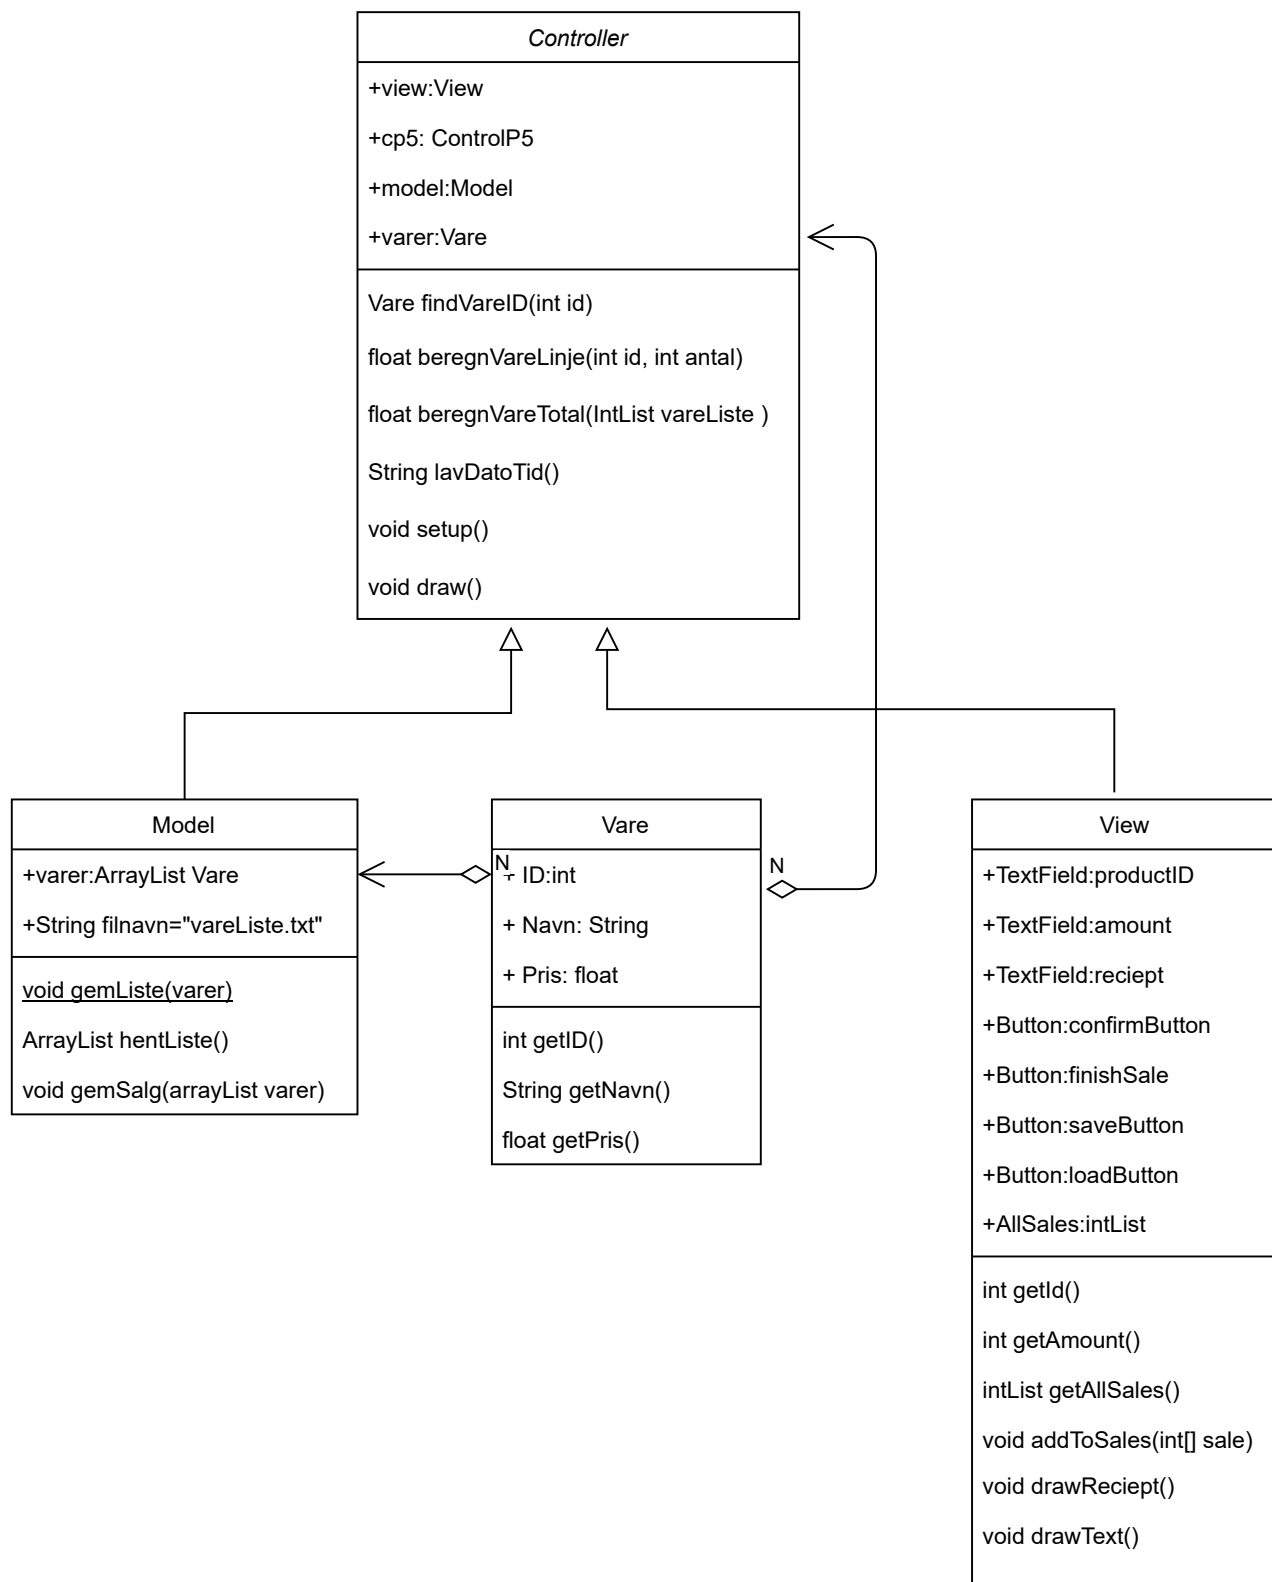 Controller
+view:View
+cp5: ControlP5
+model:Model
+varer:Vare
Vare findVareID(int id)
float beregnVareLinje(int id, int antal)
float beregnVareTotal(IntList vareListe )
String lavDatoTid()
void setup()
void draw()
Model
+varer:ArrayList Vare
+String filnavn="vareListe.txt"
void gemListe(varer)
ArrayList hentListe()
void gemSalg(arrayList varer)
Vare
N
+ ID:int
+ Navn: String
+ Pris: float
int getID()
String getNavn()
float getPris()
N
View
+TextField:productID
+TextField:amount
+TextField:reciept
+Button:confirmButton
+Button:finishSale
+Button:saveButton
+Button:loadButton
+AllSales:intList
int getId()
int getAmount()
intList getAllSales()
void addToSales(int[] sale)
void drawReciept()
void drawText()